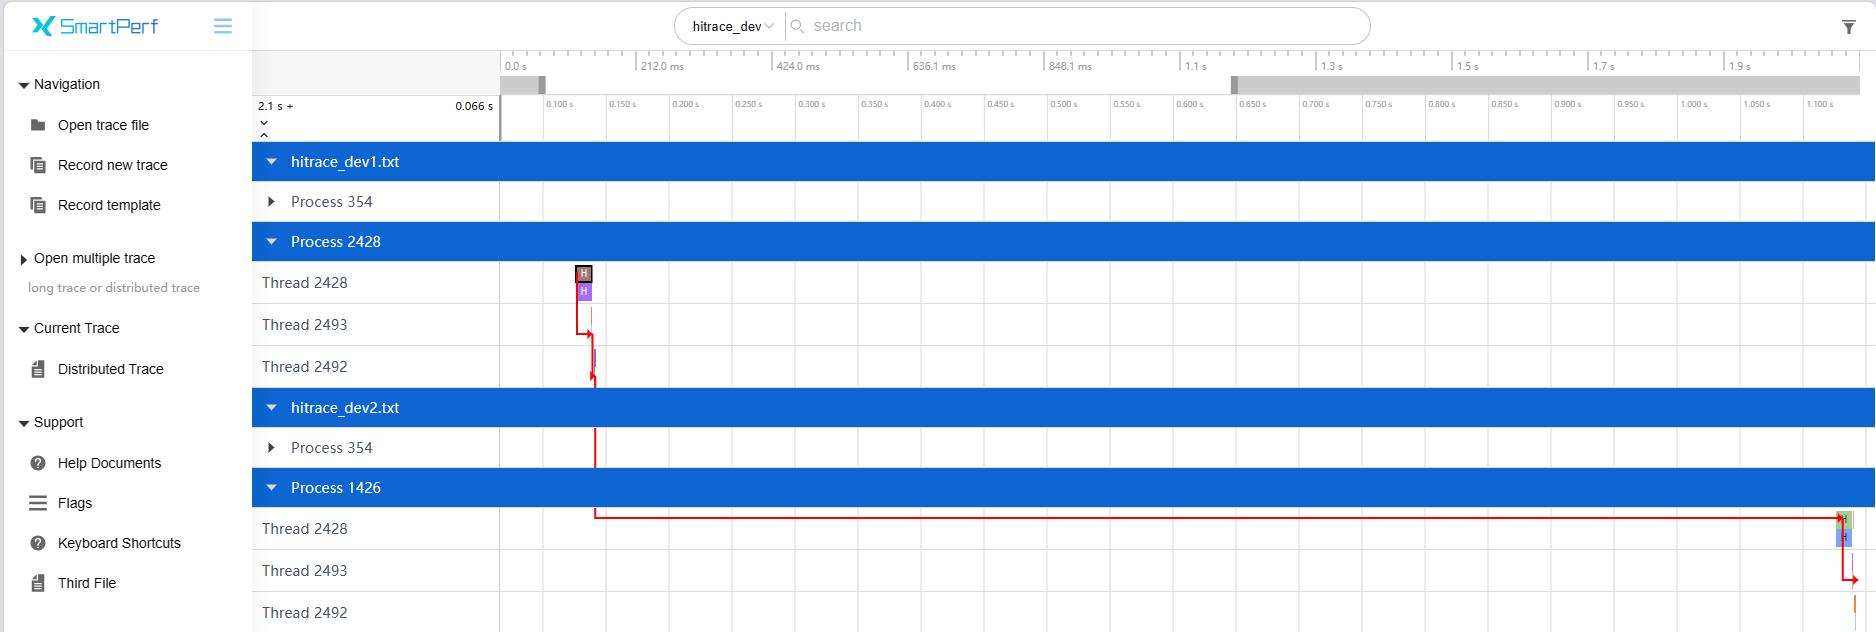 SmartPerf
hitrace_dev
search
Navigation
Open trace file
Record new trace
Record template
Open multiple trace
long trace or distributed trace
Current Trace
Distributed Trace
Support
Help Documents
Flags
Keyboard Shortcuts
Third File
0.0 s 212.0 ms 424.0 ms 636.1 ms 848.1 ms 1.1 s 1.3 s 1.5 s 1.7 s 1.9 s
2.1 s + 0.066 s 0.100 s 0.150 s 0.200 s 0.250 s 0.300 s 0.350 s 0.400 s 0.450 s 0.500 s 0.550 s 0.600 s 0.650 s 0.700 s 0.750 s 0.800 s 0.850 s 0.900 s 0.950 s 1.000 s 1.050 s 1.100 s
hitrace_dev1.txt
Process 354
Process 2428
Thread 2428 H
H
Thread 2493
Thread 2492
hitrace_dev2.txt
Process 354
Process 1426
Thread 2428 H
H
Thread 2493
Thread 2492